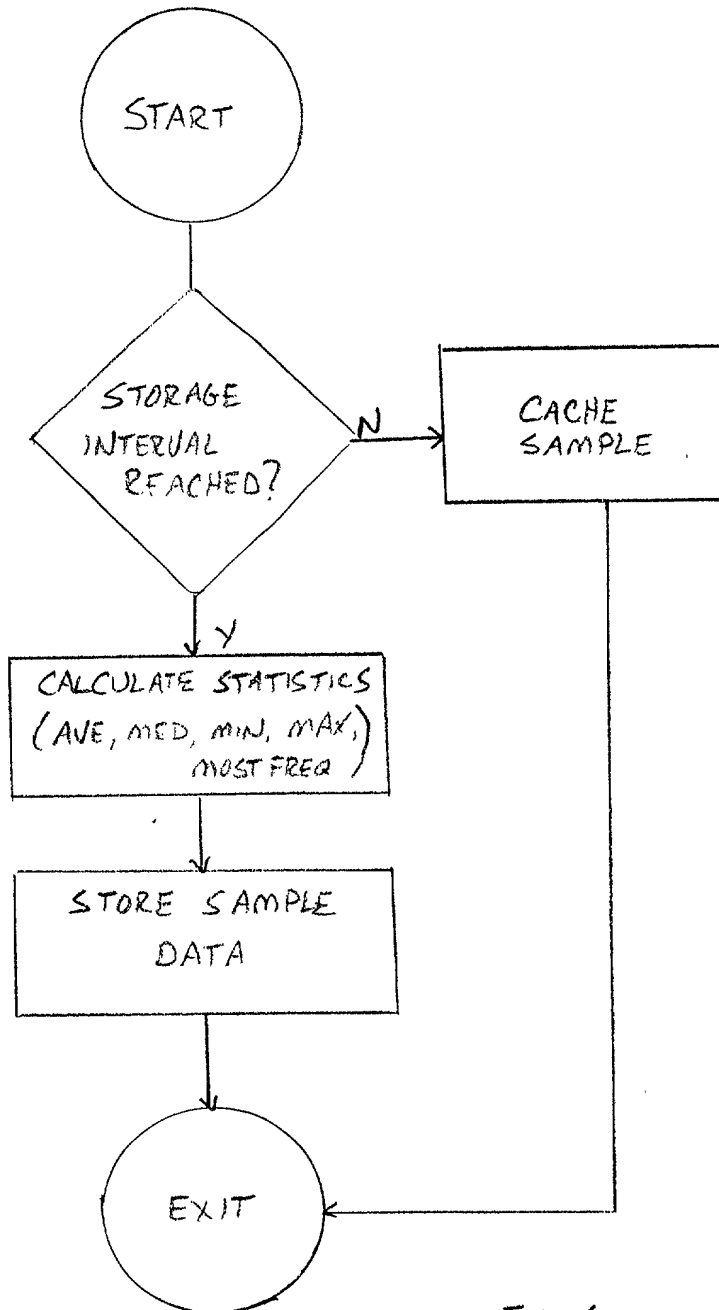 START
STORAGE
INTERVAL
REACHED?
N
CACHE
SAMPLE
Y
CALCULATE STATISTICS
(AVE, MED, MIN, MAX,
MOST FREQ)
STORE SAMPLE
DATA
EXIT